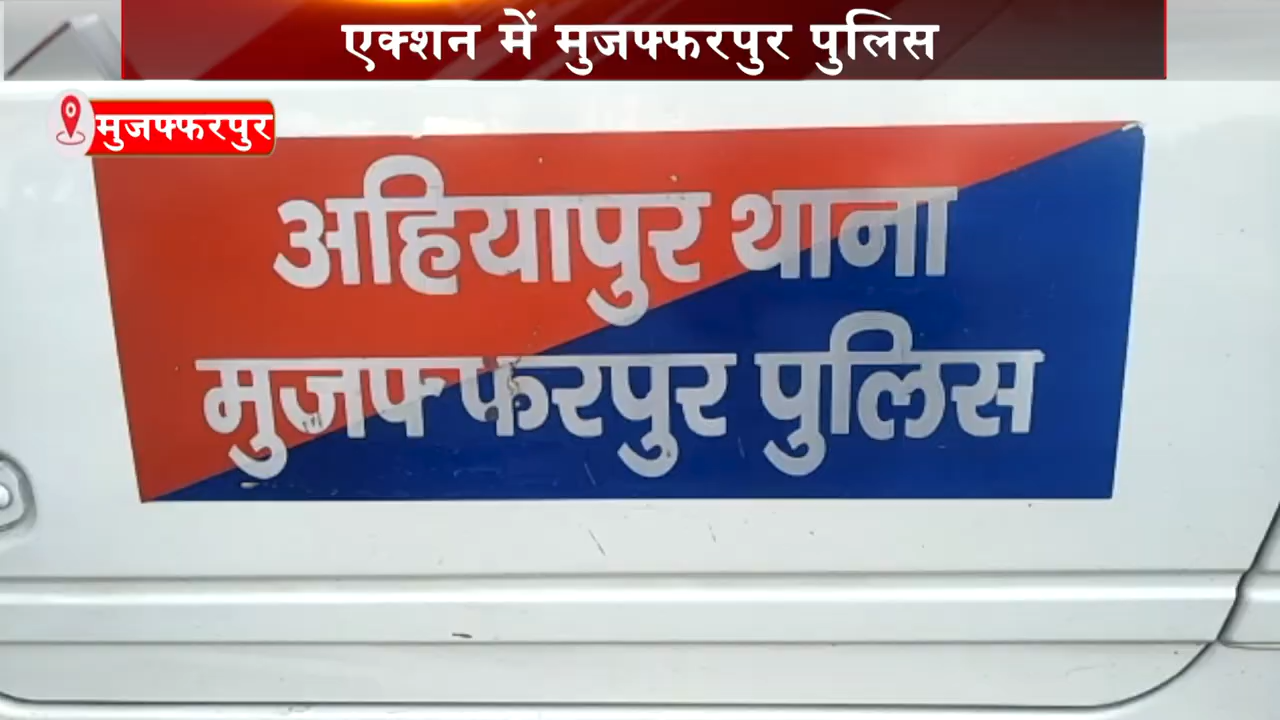 एक्शन में मुजफ्फरपुर पुलिस
मुजफ्फरपुर
अहियापुर थाना
मुजफ्फरपुर पुलिस